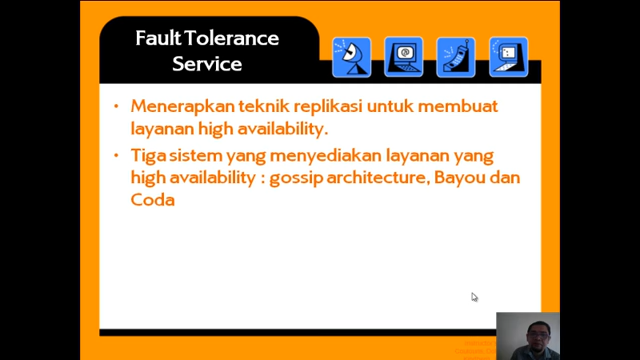 Fault Tolerance
Service
• Menerapkan teknik replikasi untuk membuat
layanan high availability.
• Tiga sistem yang menyediakan layanan yang
high availability : gossip architecture, Bayou dan
Coda